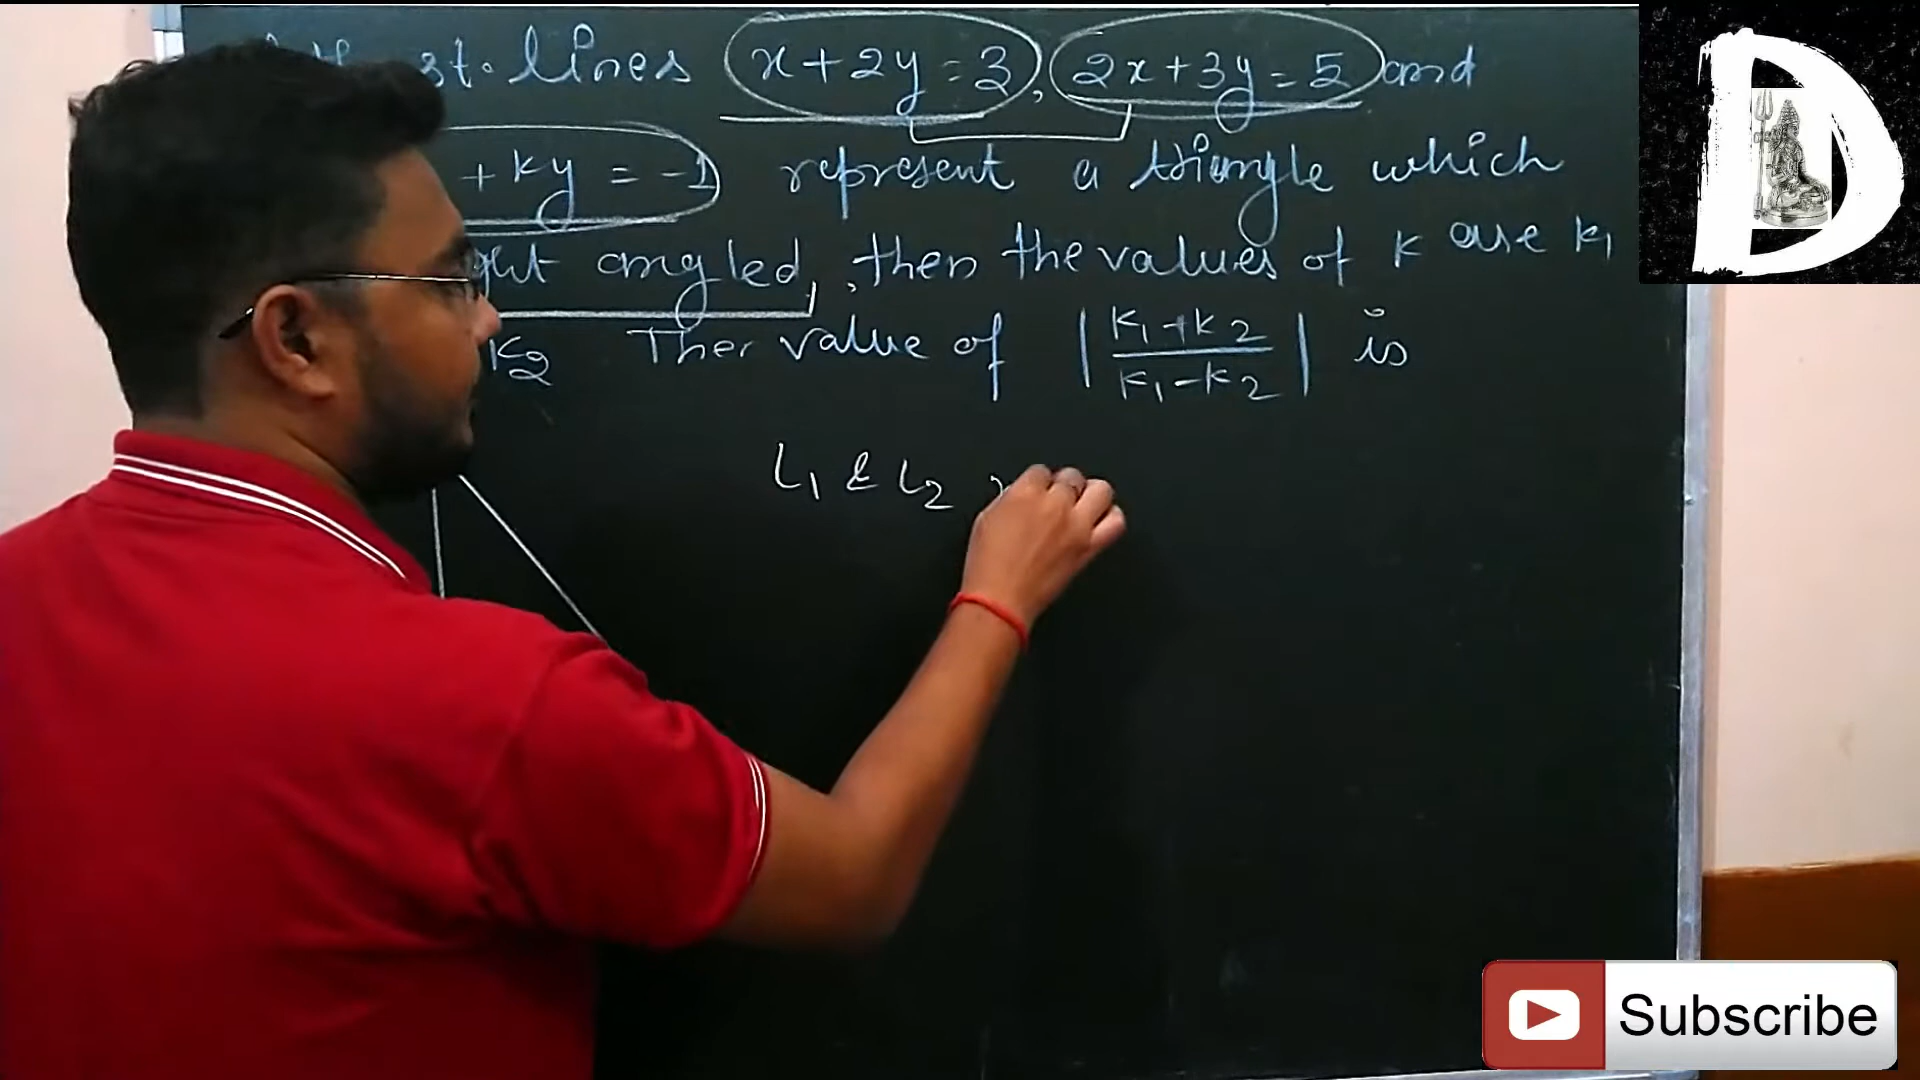 st. lines x+2y=3, 2x+3y=5 and
+ky = -1 represent a triangle which
ght angled, then the values of k are k1
k2 Then value of |k1+k2/k1-k2| is
L1 & L2
D
Subscribe